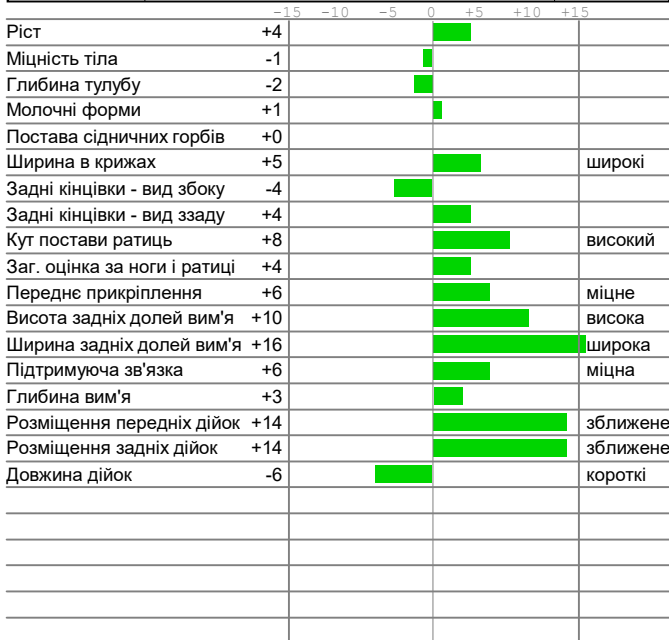 -15 -10 -5 0 +5 +10 +15
Ріст +4
Міцність тіла -1
Глибина тулубу -2
Молочні форми +1
Постава сідничних горбів +0
Ширина в крижах +5 широкі
Задні кінцівки - вид збоку -4
Задні кінцівки - вид ззаду +4
Кут постави ратиць +8 високий
Заг. оцінка за ноги і ратиці +4
Переднє прикріплення +6 міцне
Висота задніх долей вим'я +10 висока
Ширина задніх долей вим'я +16 широка
Підтримуюча зв'язка +6 міцна
Глибина вим'я +3
Розміщення передніх дійок +14 зближене
Розміщення задніх дійок +14 зближене
Довжина дійок -6 короткі